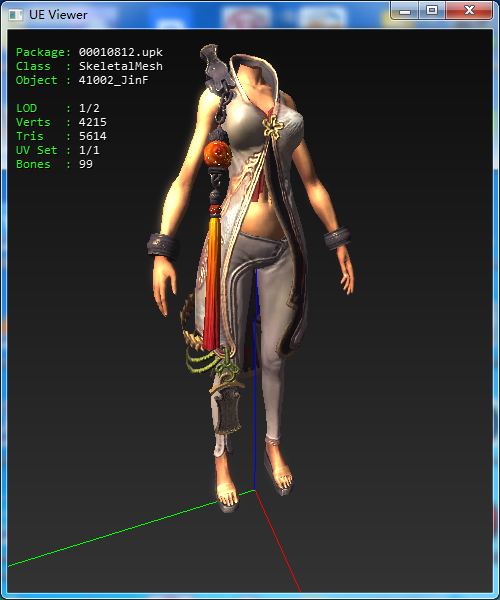 UE Viewer
Package: 00010812.upk
Class : SkeletalMesh
Object : 41002_JinF
LOD : 1/2
Verts : 4215
Tris : 5614
UV Set : 1/1
Bones : 99